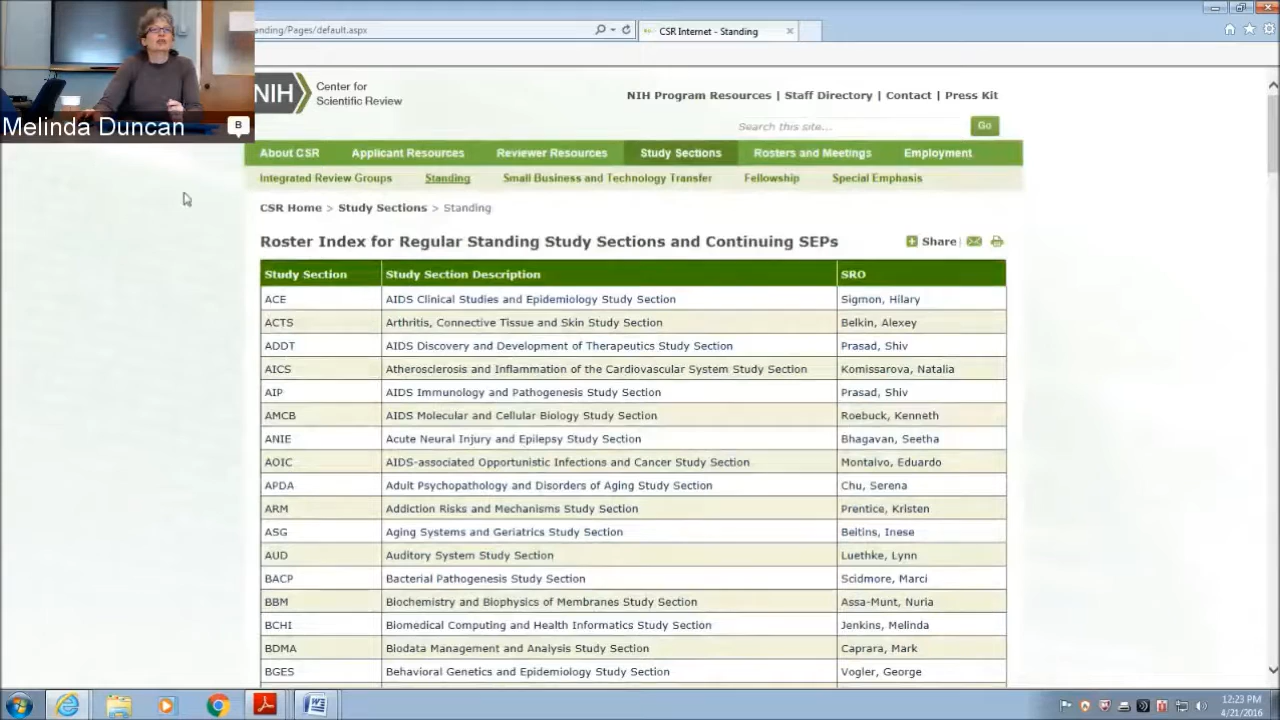 Melinda Duncan
B
anding/Pages/default.aspx
CSR Internet - Standing
NIH
Center for
Scientific Review
NIH Program Resources | Staff Directory | Contact | Press Kit
Search this site...
Go
About CSR Applicant Resources Reviewer Resources Study Sections Rosters and Meetings Employment
Integrated Review Groups Standing Small Business and Technology Transfer Fellowship Special Emphasis
CSR Home > Study Sections > Standing
Roster Index for Regular Standing Study Sections and Continuing SEPs
Share
Study Section Study Section Description SRO
ACE AIDS Clinical Studies and Epidemiology Study Section Sigmon, Hilary
ACTS Arthritis, Connective Tissue and Skin Study Section Belkin, Alexey
ADDT AIDS Discovery and Development of Therapeutics Study Section Prasad, Shiv
AICS Atherosclerosis and Inflammation of the Cardiovascular System Study Section Komissarova, Natalia
AIP AIDS Immunology and Pathogenesis Study Section Prasad, Shiv
AMCB AIDS Molecular and Cellular Biology Study Section Roebuck, Kenneth
ANIE Acute Neural Injury and Epilepsy Study Section Bhagavan, Seetha
AOIC AIDS-associated Opportunistic Infections and Cancer Study Section Montalvo, Eduardo
APDA Adult Psychopathology and Disorders of Aging Study Section Chu, Serena
ARM Addiction Risks and Mechanisms Study Section Prentice, Kristen
ASG Aging Systems and Geriatrics Study Section Beitins, Inese
AUD Auditory System Study Section Luethke, Lynn
BACP Bacterial Pathogenesis Study Section Scidmore, Marci
BBM Biochemistry and Biophysics of Membranes Study Section Assa-Munt, Nuria
BCHI Biomedical Computing and Health Informatics Study Section Jenkins, Melinda
BDMA Biodata Management and Analysis Study Section Caprara, Mark
BGES Behavioral Genetics and Epidemiology Study Section Vogler, George
12:23 PM
4/21/2016